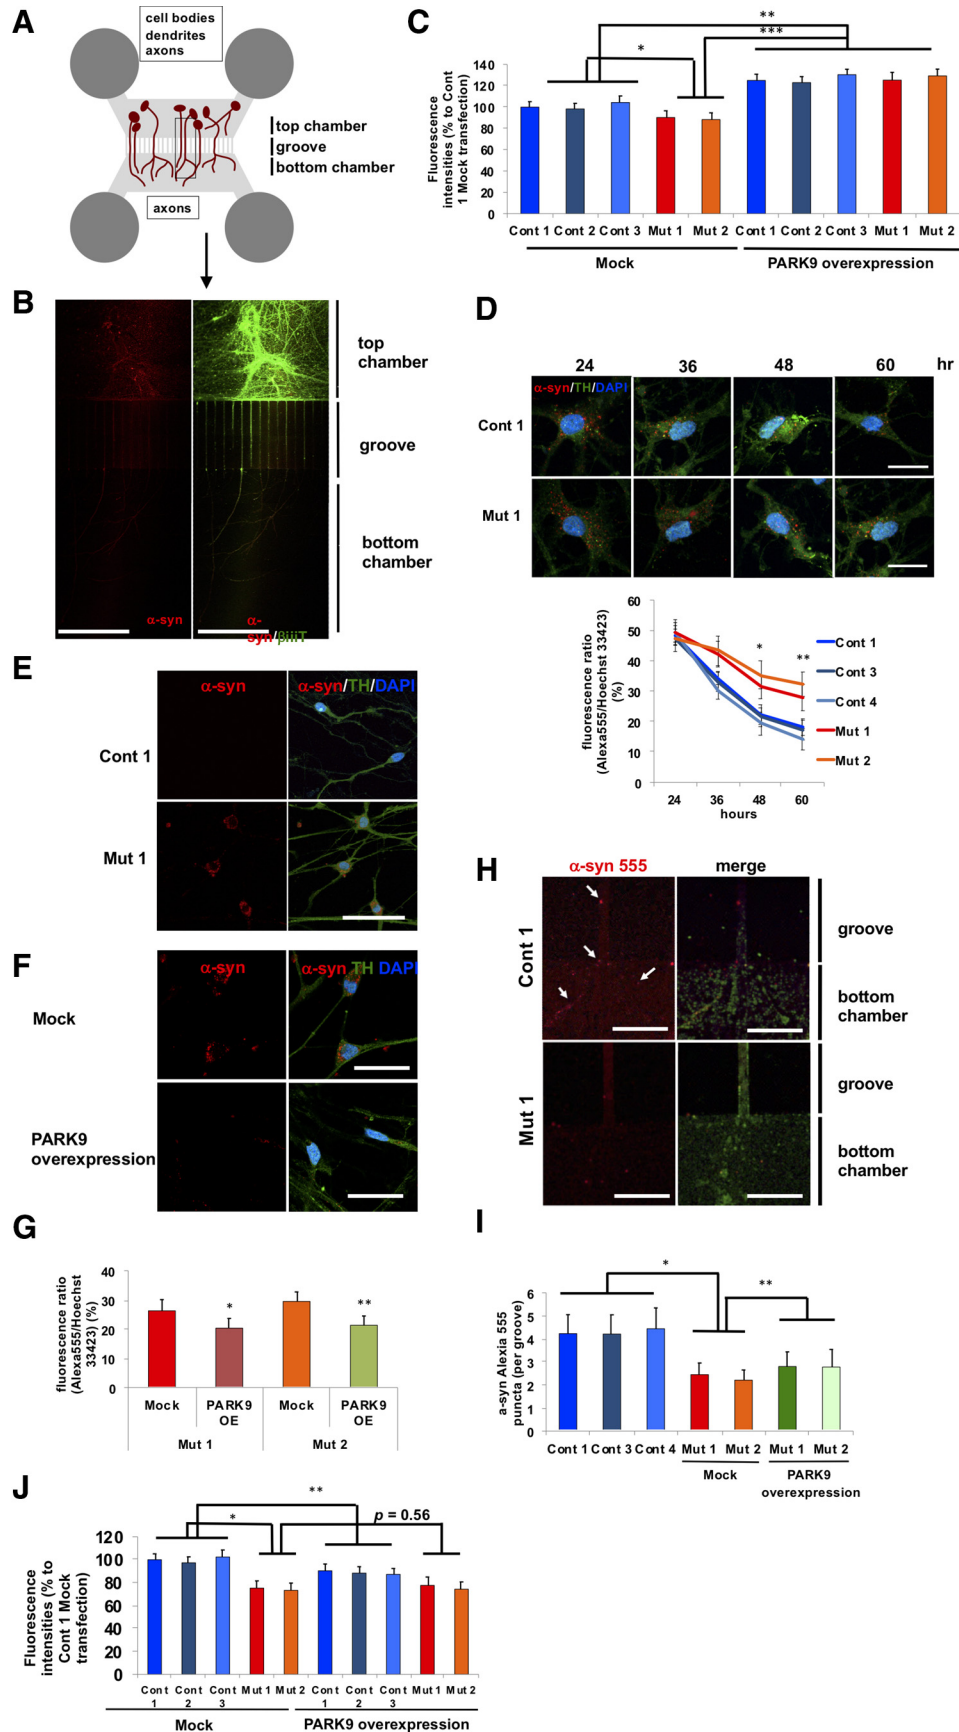 A
cell bodies
dendrites
axons
top chamber
groove
bottom chamber
axons
B
top
chamber
groove
bottom
chamber
α-syn
α-
syn/βiiiT
C
Fluorescence
intensities (% to Cont
1 Mock transfection)
140
120
100
80
60
40
20
0
*
**
***
Cont 1 Cont 2 Cont 3 Mut 1 Mut 2 Cont 1 Cont 2 Cont 3 Mut 1 Mut 2
Mock PARK9 overexpression
D
24 36 48 60 hr
α-syn/TH/DAPI
Cont 1
Mut 1
fluorescence ratio
(Alexa555/Hoechst 33423)
(%)
60
50
40
30
20
10
0
*
**
24 36 48 60
hours
Cont 1
Cont 3
Cont 4
Mut 1
Mut 2
E
α-syn α-syn/TH/DAPI
Cont 1
Mut 1
F
α-syn α-syn TH DAPI
Mock
PARK9
overexpression
G
fluorescence ratio
(Alexa555/Hoechst
33423) (%)
40
30
20
10
0
*
**
Mock PARK9 Mock PARK9
OE OE
Mut 1 Mut 2
H
α-syn 555 merge
Cont 1
groove
bottom
chamber
Mut 1
groove
bottom
chamber
I
a-syn Alexia 555
puncta (per groove)
6
5
4
3
2
1
0
*
**
Cont 1 Cont 3 Cont 4 Mut 1 Mut 2 Mut 1 Mut 2
Mock PARK9
overexpression
J
Fluorescence
intensities (% to
Cont 1 Mock
transfection)
120
100
80
60
40
20
0
**
*
p = 0.56
Cont Cont Cont Mut 1 Mut 2 Cont Cont Cont Mut 1 Mut 2
1 2 3 1 2 3
Mock PARK9 overexpression